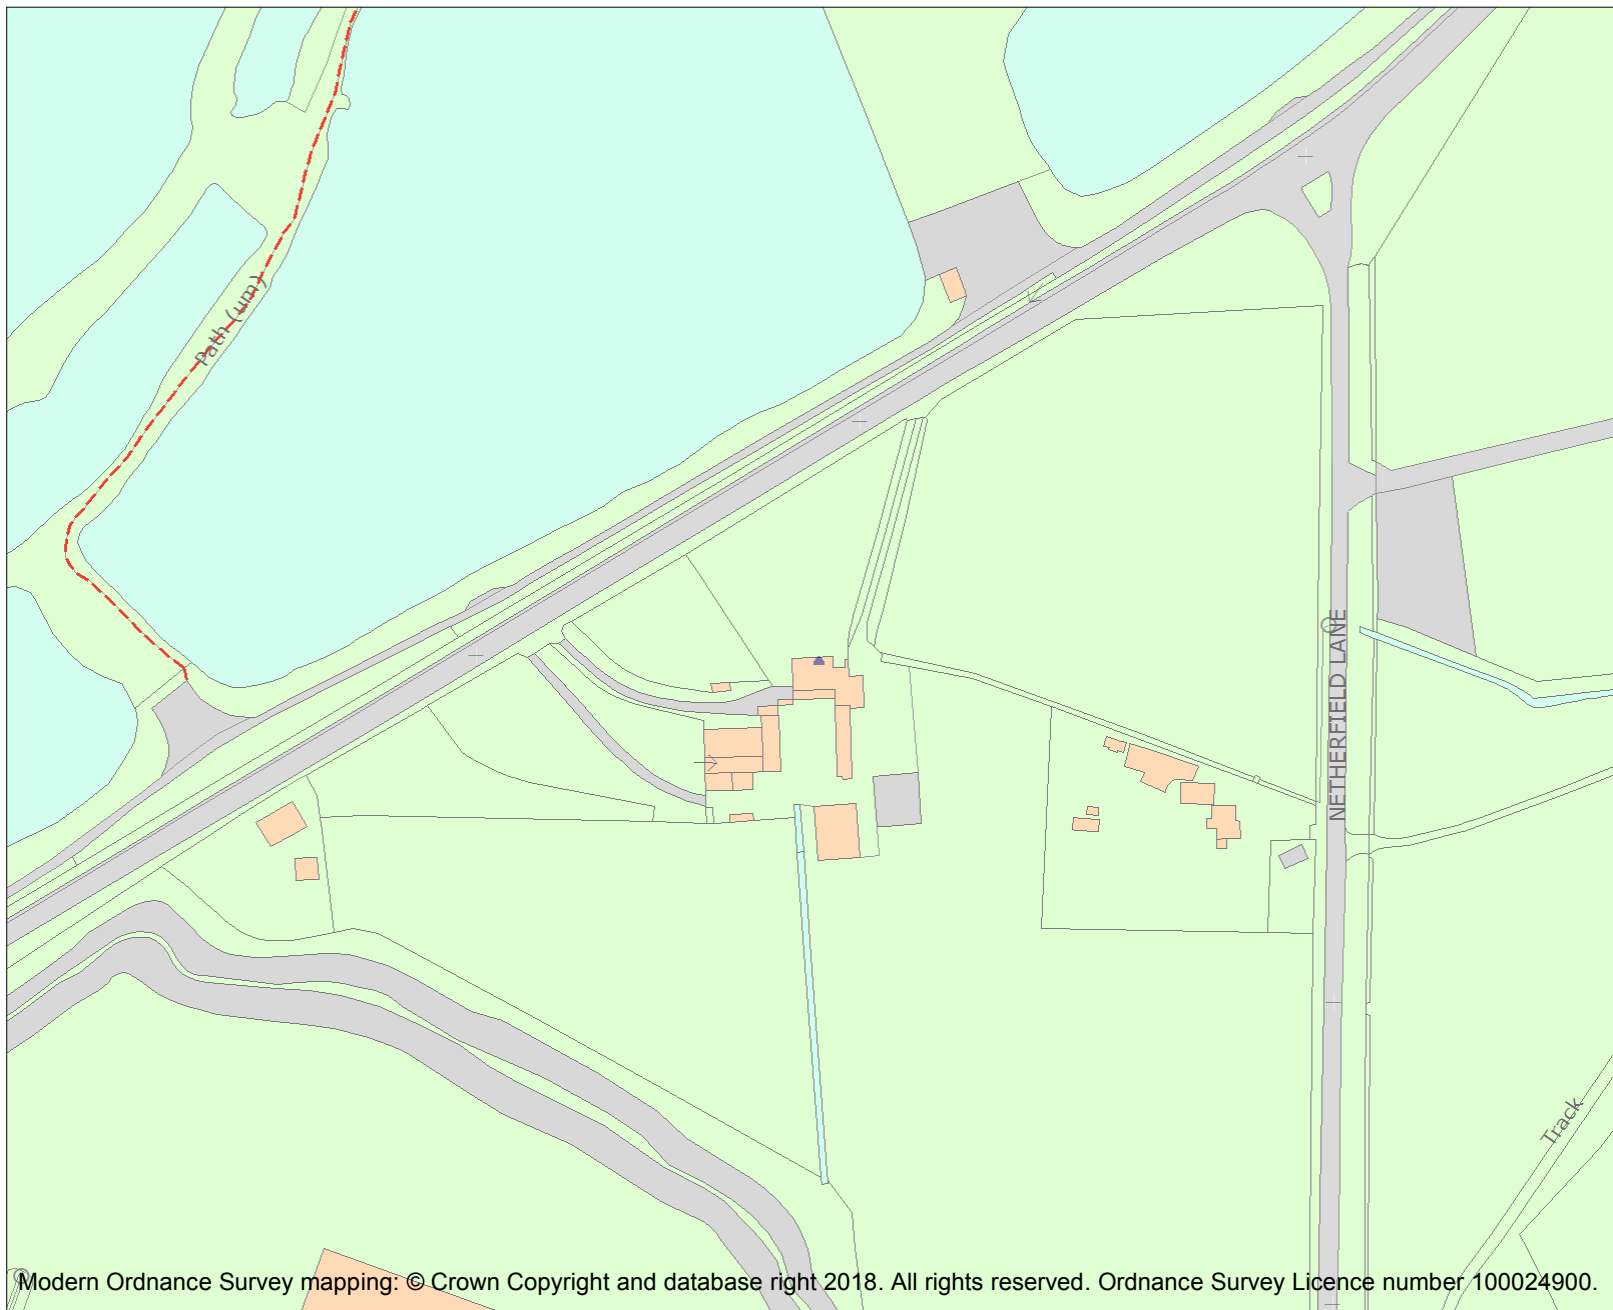 Path (um)
NETHERFIELD LANE
Track
Modern Ordnance Survey mapping: © Crown Copyright and database right 2018. All rights reserved. Ordnance Survey Licence number 100024900.